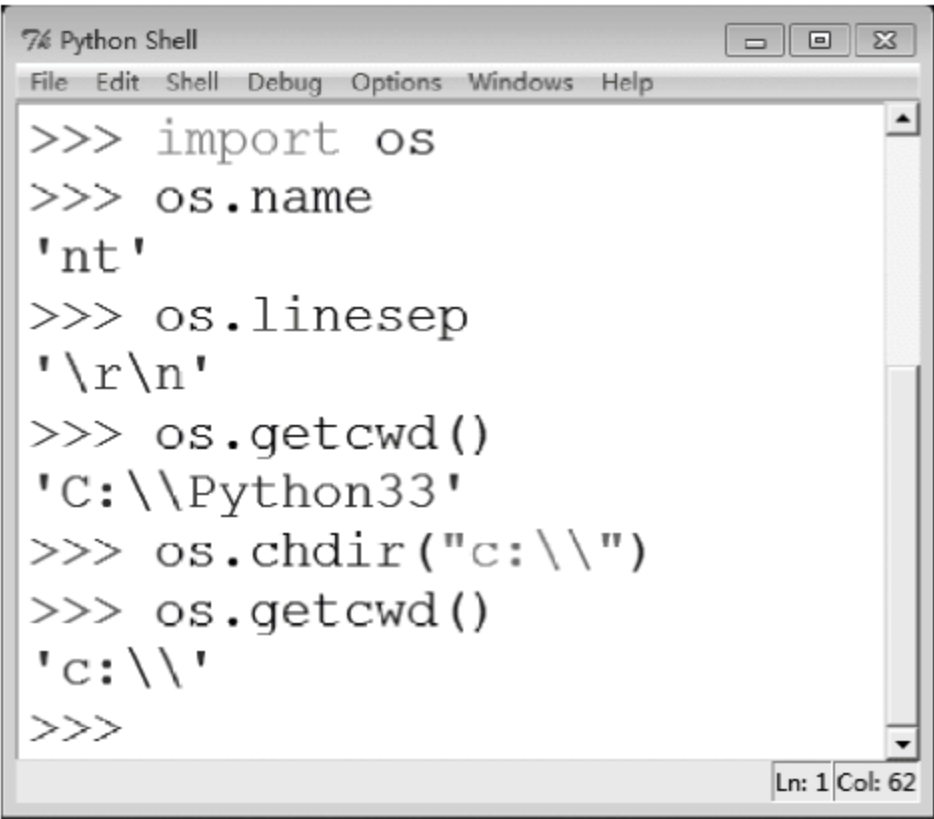 Python Shell
File Edit Shell Debug Options Windows Help
>>> import os
>>> os.name
'nt'
>>> os.linesep
'\r\n'
>>> os.getcwd()
'C:\\Python33'
>>> os.chdir("c:\\")
>>> os.getcwd()
'c:\\'
>>>
Ln: 1 Col: 62